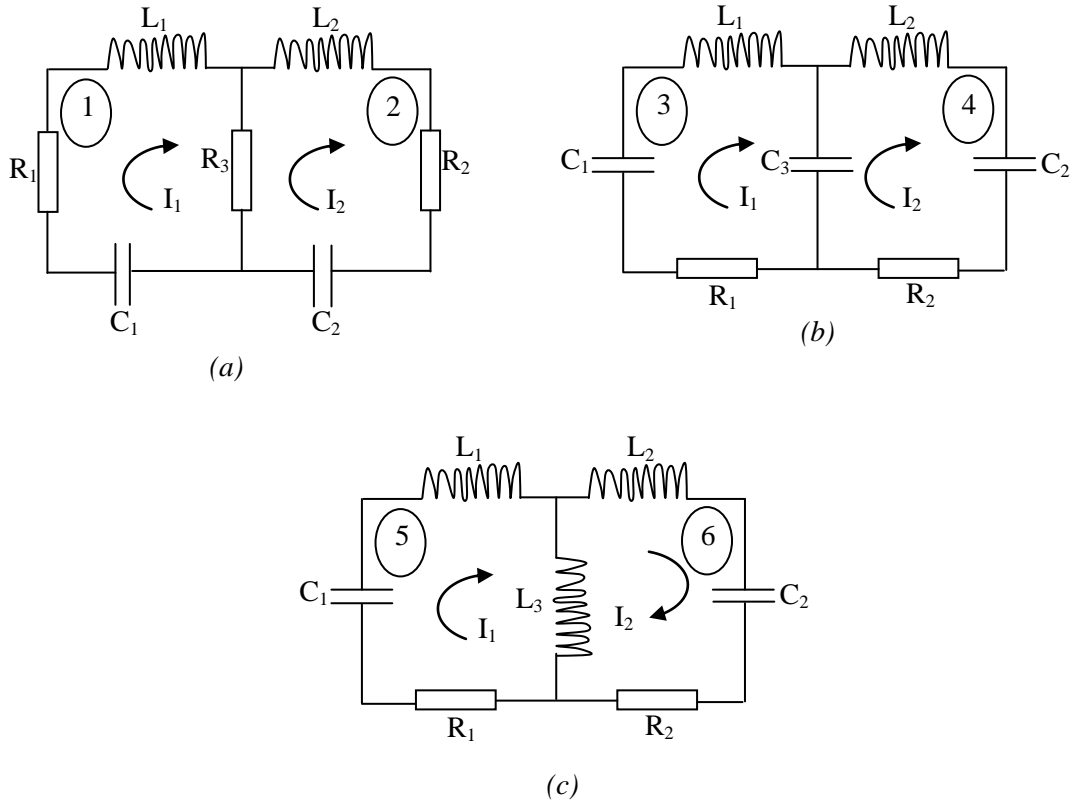 L₁ L₂
1 2
R₁ R₃ R₂
I₁ I₂
C₁ C₂
(a)
L₁ L₂
3 4
C₁ C₃ C₂
I₁ I₂
R₁ R₂
(b)
L₁ L₂
5 6
C₁ L₃ C₂
I₁ I₂
R₁ R₂
(c)